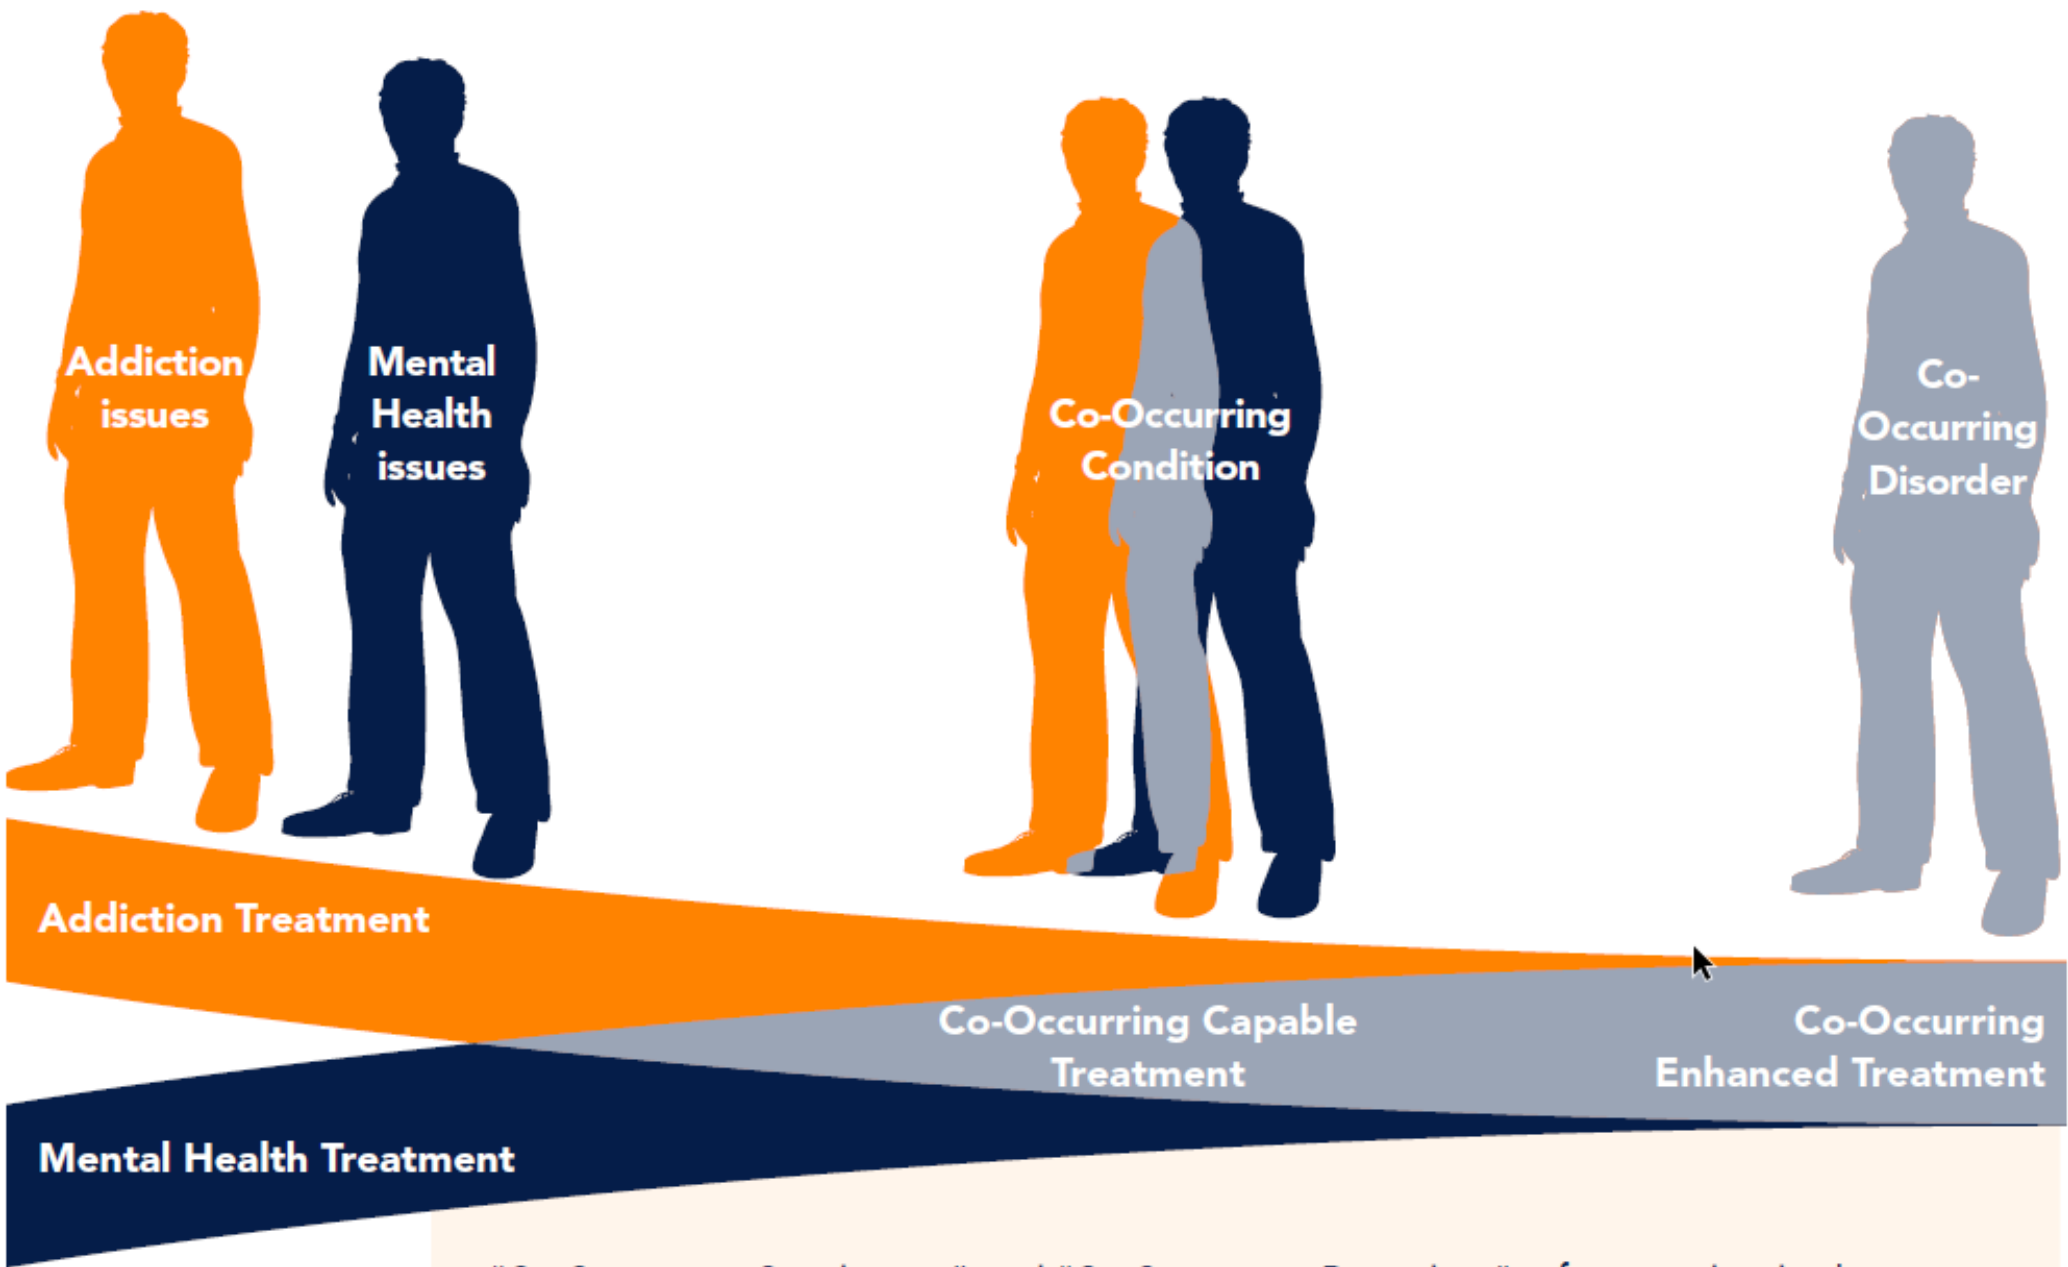 Addiction
issues
Mental
Health
issues
Co-Occurring
Condition
Co-
Occurring
Disorder
Addiction Treatment
Co-Occurring Capable
Treatment
Co-Occurring
Enhanced Treatment
Mental Health Treatment